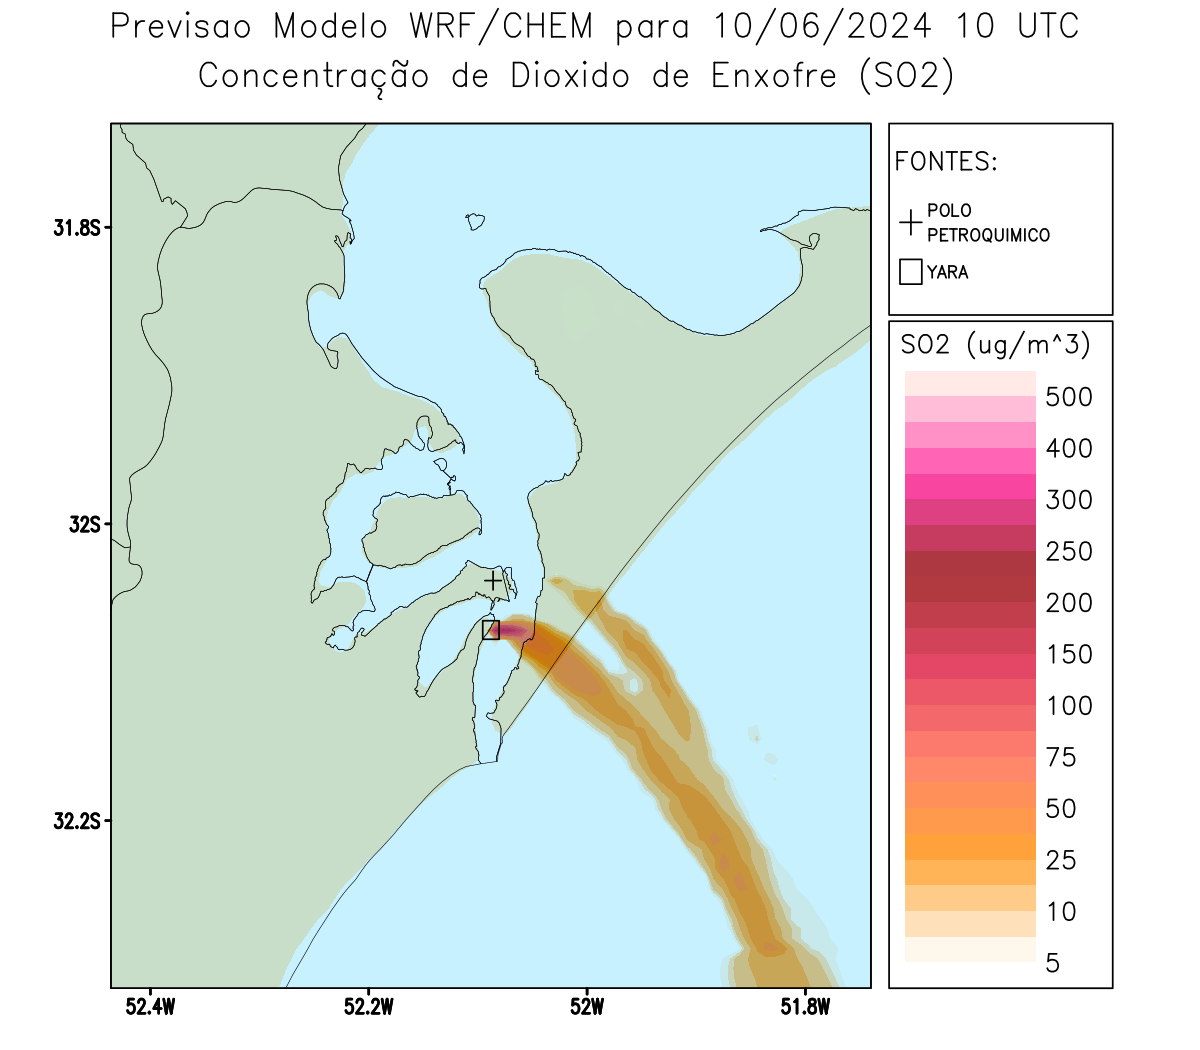 Previsao Modelo WRF/CHEM para 10/06/2024 10 UTC
Concentração de Dioxido de Enxofre (SO2)
FONTES:
POLO
PETROQUIMICO
YARA
SO2 (ug/m^3)
500
400
300
250
200
150
100
75
50
25
10
5
31.8S
32S
32.2S
52.4W
52.2W
52W
51.8W